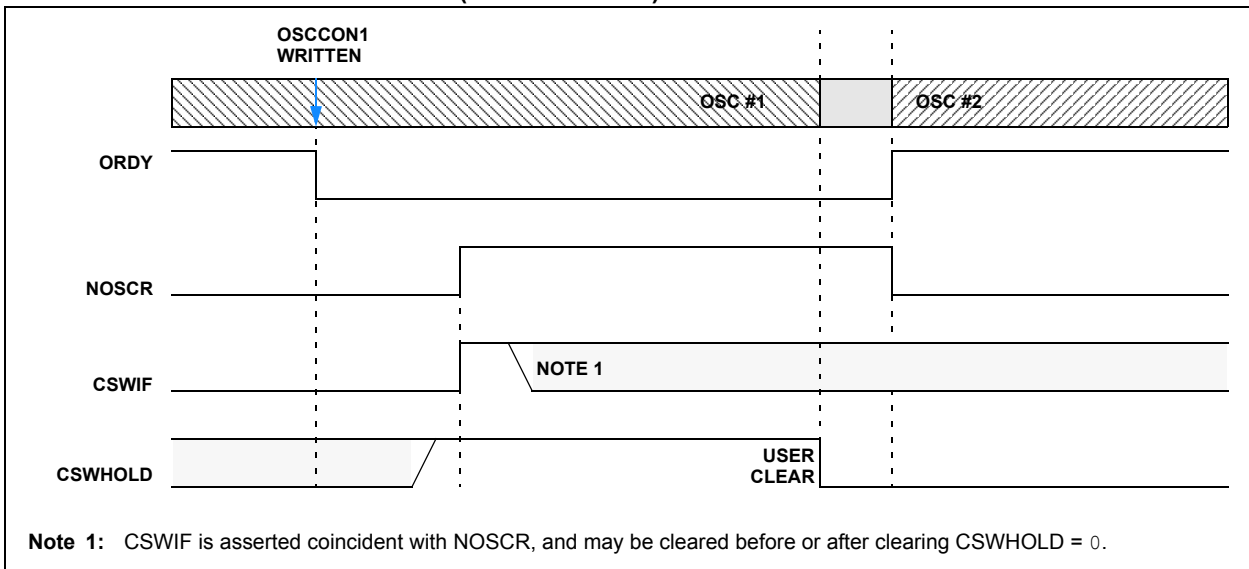 OSCCON1
WRITTEN
OSC #1
OSC #2
ORDY
NOSCR
CSWIF
NOTE 1
CSWHOLD
USER
CLEAR
Note 1: CSWIF is asserted coincident with NOSCR, and may be cleared before or after clearing CSWHOLD = 0.